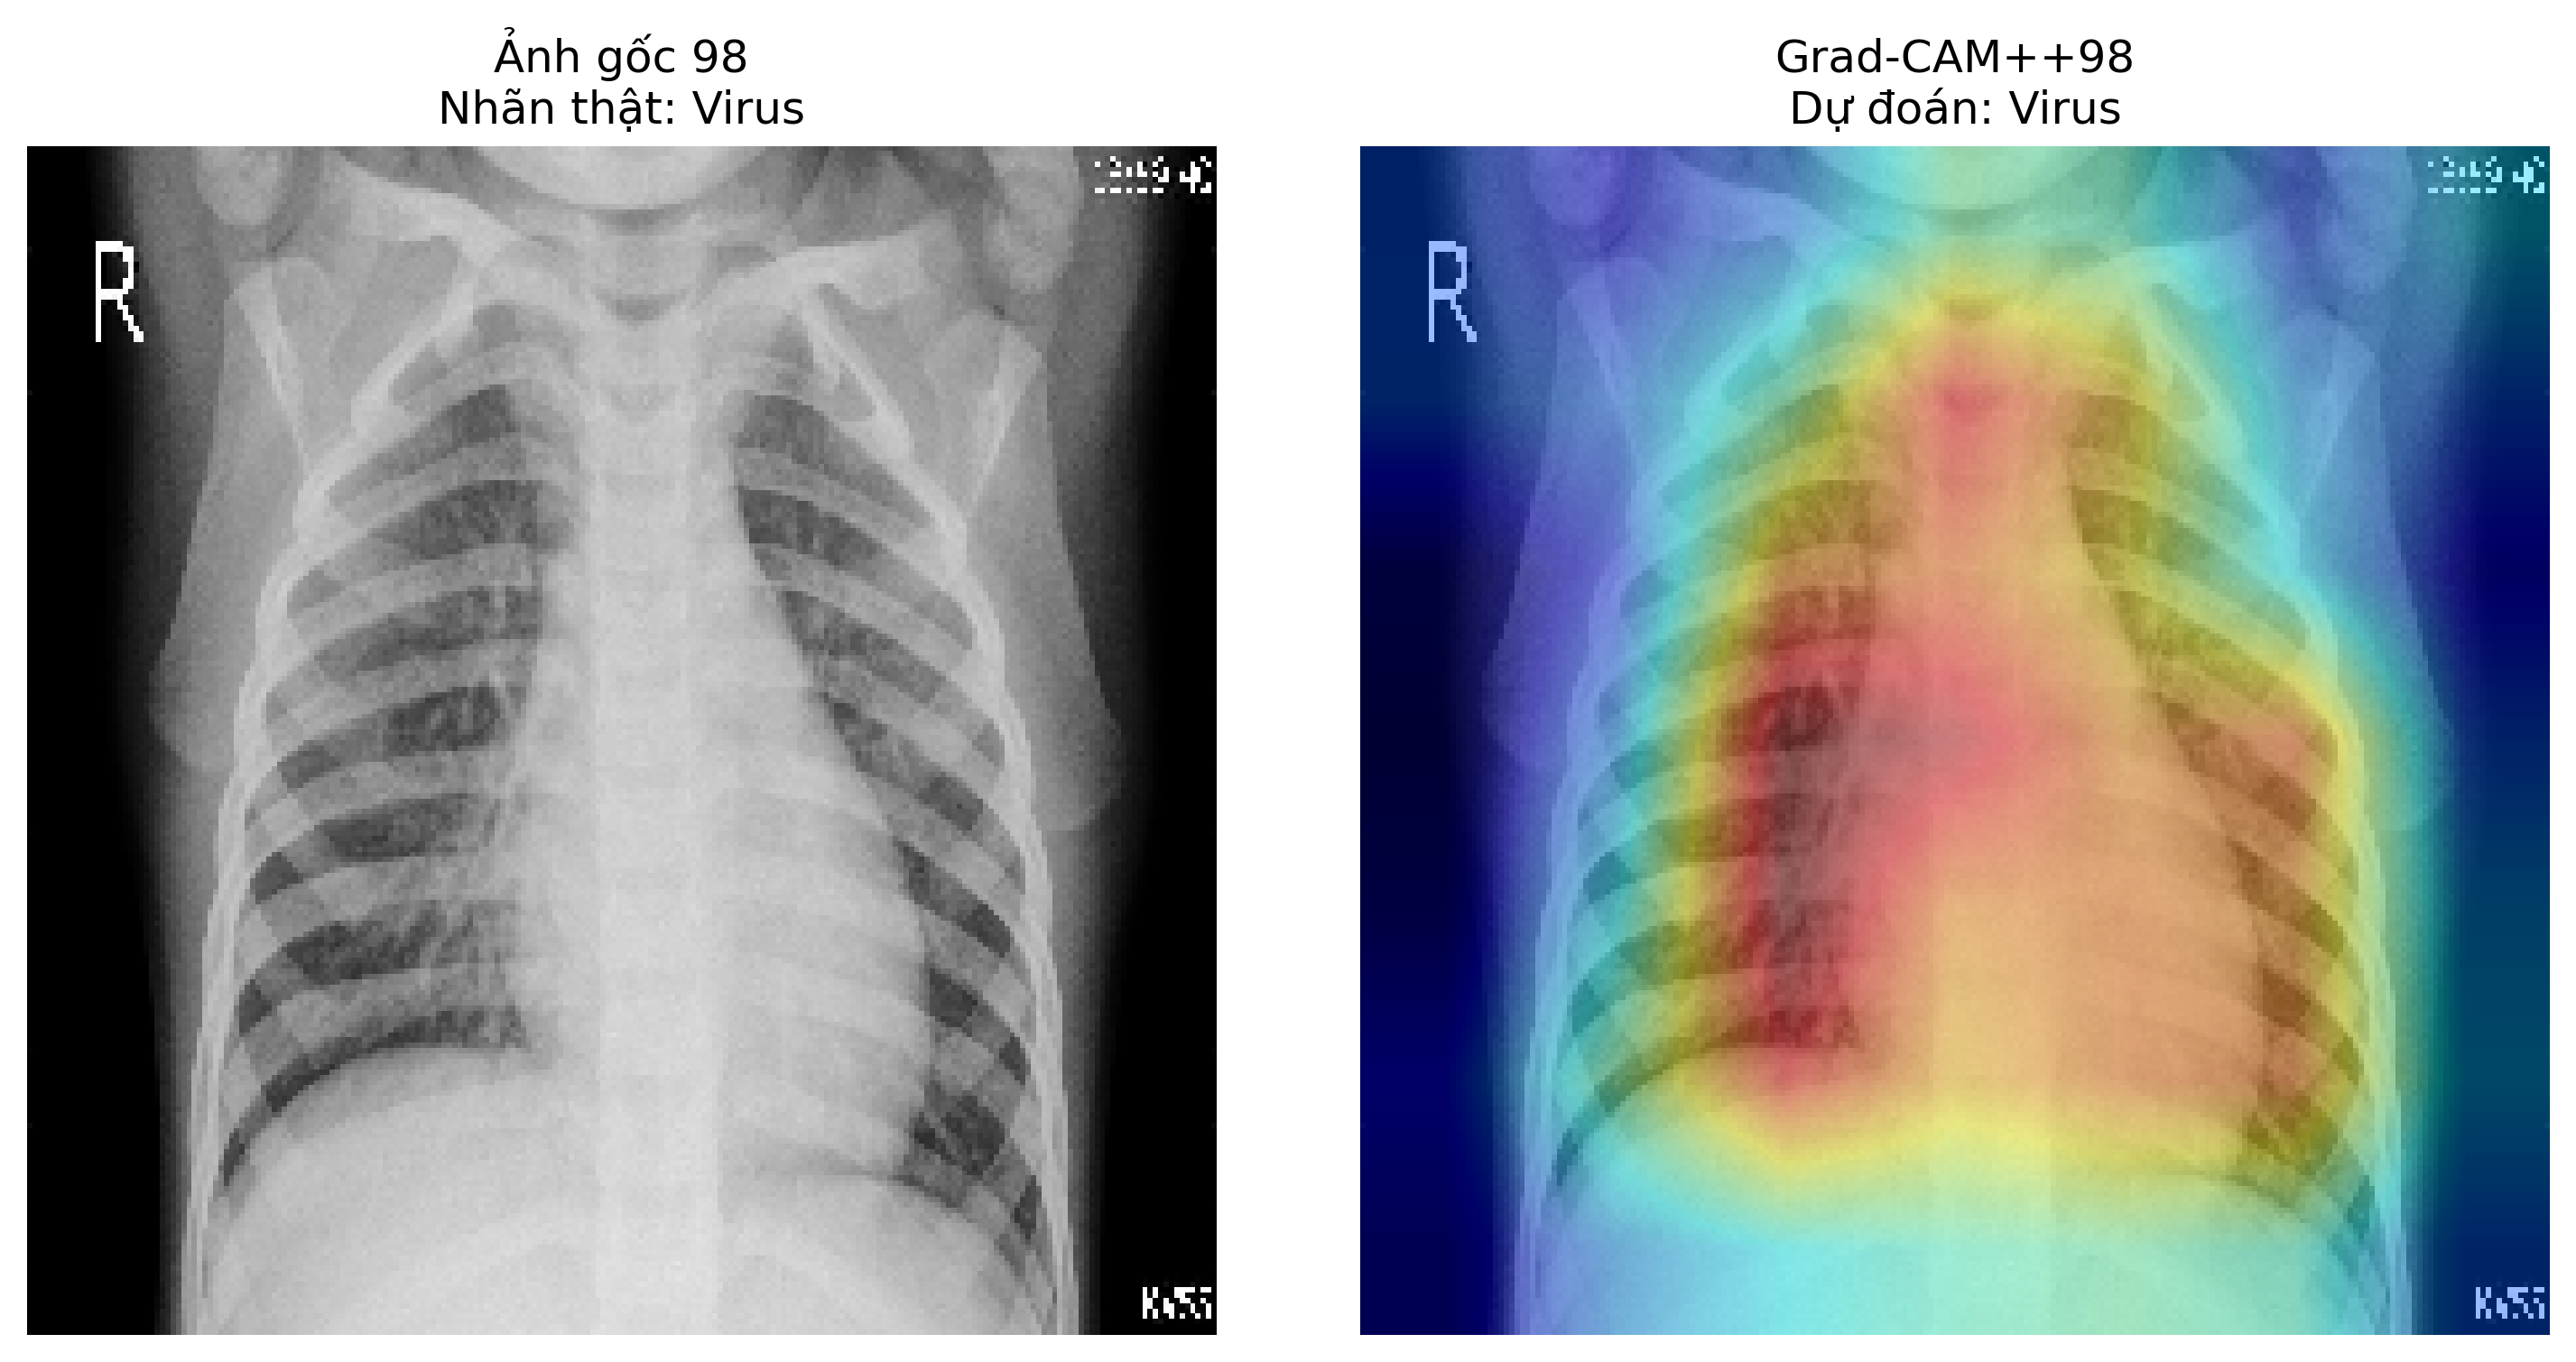 Ảnh gốc 98
Nhãn thật: Virus
Grad-CAM++98
Dự đoán: Virus
R
R